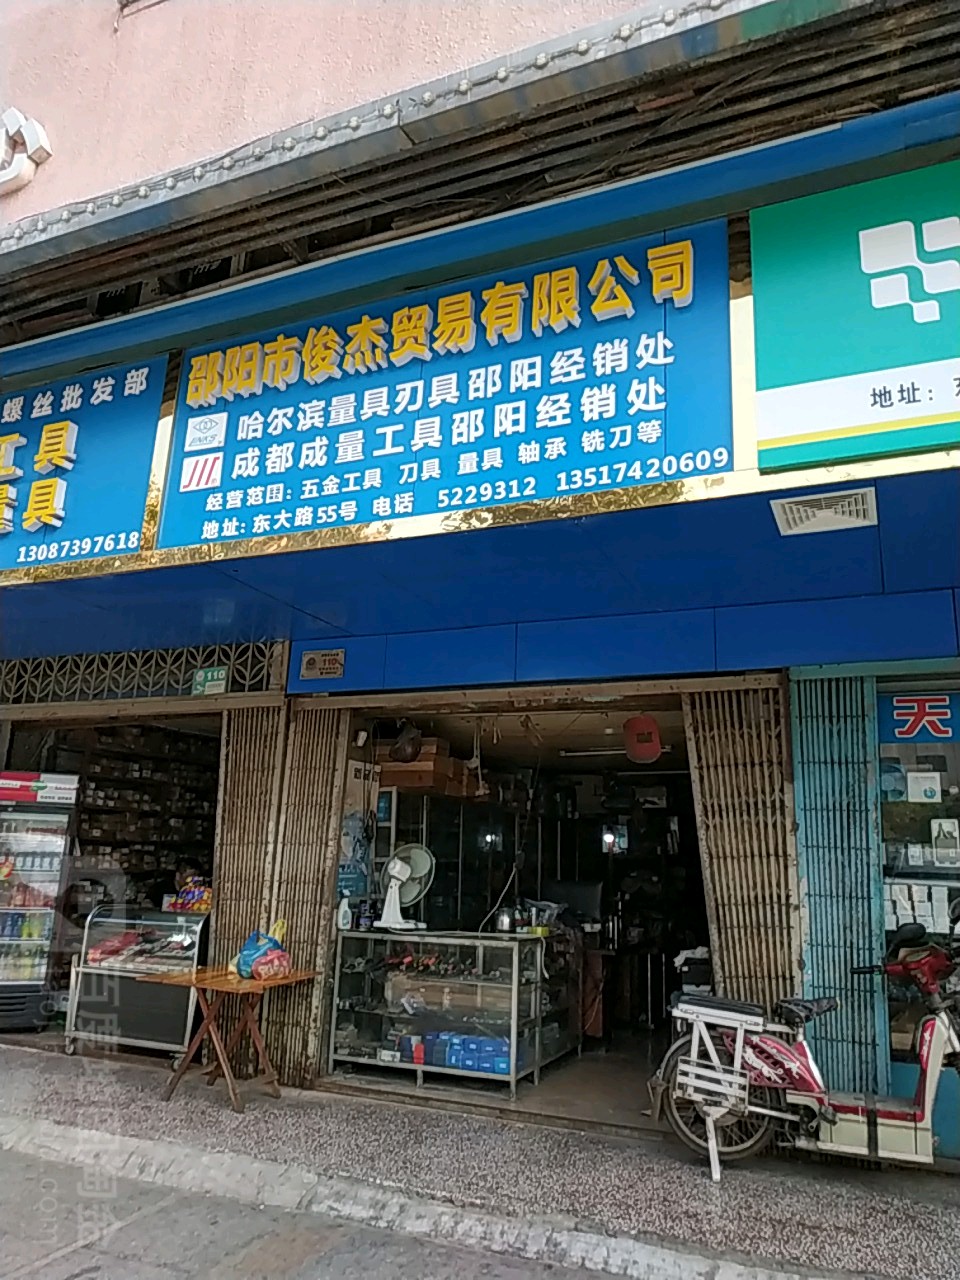 螺丝批发部
工具
量具
13087397618
邵阳市俊杰贸易有限公司
哈尔滨量具刃具邵阳经销处
LINKS
成都成量工具邵阳经销处
经营范围：五金工具 刀具 量具 轴承 铣刀等
地址：东大路55号 电话 5229312 13517420609
地址：
110
110
天